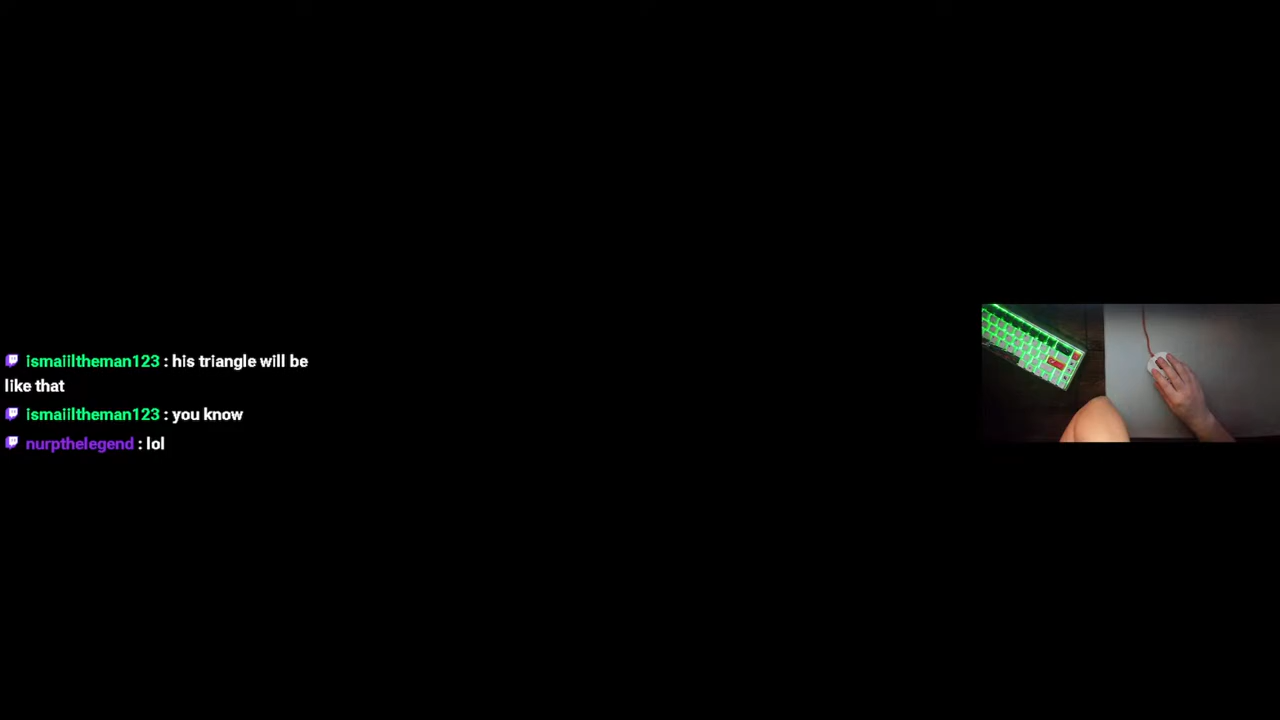 ismaiiltheman123 : his triangle will be
like that
ismaiiltheman123 : you know
nurpthelegend : lol